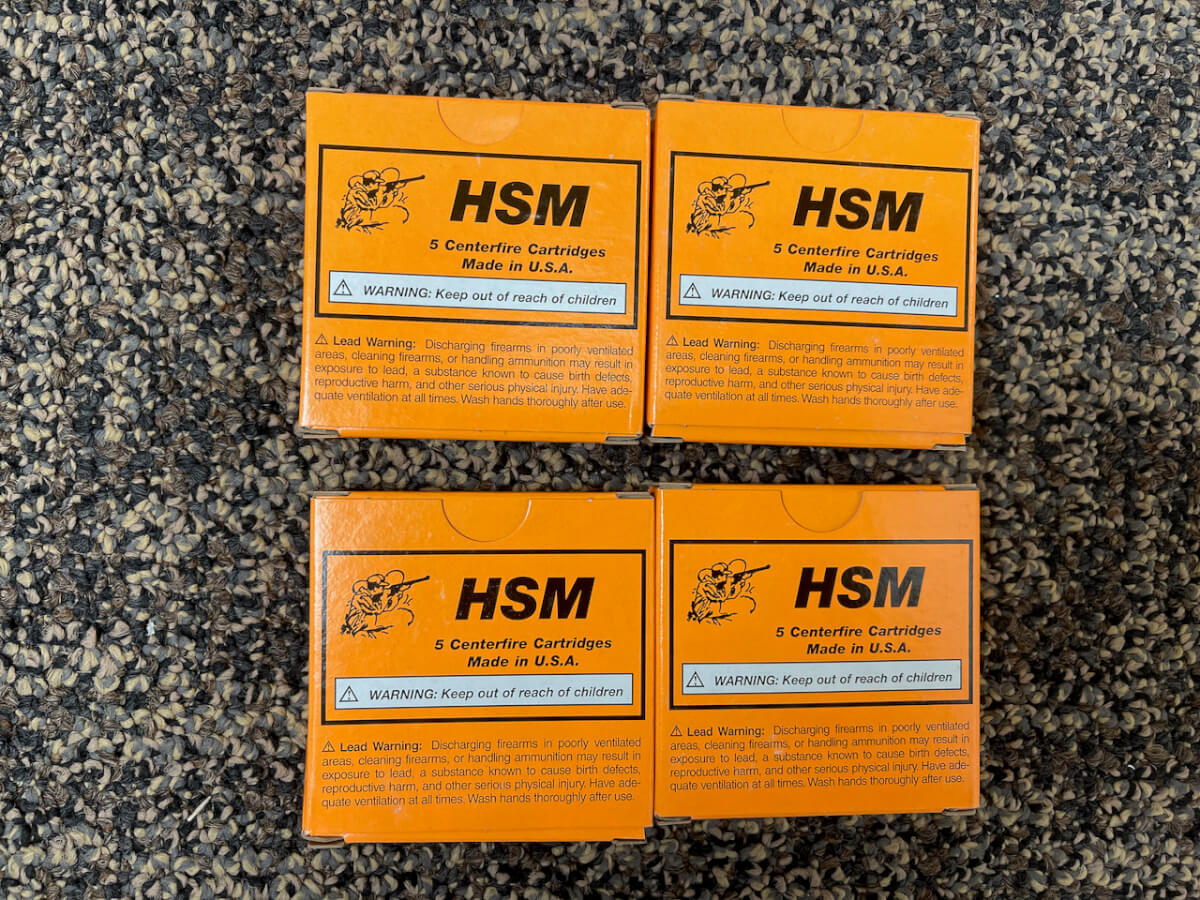 HSM
5 Centerfire Cartridges
Made in U.S.A.
⚠ WARNING: Keep out of reach of children
⚠ Lead Warning: Discharging firearms in poorly ventilated
areas, cleaning firearms, or handling ammunition may result in
exposure to lead, a substance known to cause birth defects,
reproductive harm, and other serious physical injury. Have ade-
quate ventilation at all times. Wash hands thoroughly after use.
HSM
5 Centerfire Cartridges
Made in U.S.A.
⚠ WARNING: Keep out of reach of children
⚠ Lead Warning: Discharging firearms in poorly ventilated
areas, cleaning firearms, or handling ammunition may result in
exposure to lead, a substance known to cause birth defects,
reproductive harm, and other serious physical injury. Have ade-
quate ventilation at all times. Wash hands thoroughly after use.
HSM
5 Centerfire Cartridges
Made in U.S.A.
⚠ WARNING: Keep out of reach of children
⚠ Lead Warning: Discharging firearms in poorly ventilated
areas, cleaning firearms, or handling ammunition may result in
exposure to lead, a substance known to cause birth defects,
reproductive harm, and other serious physical injury. Have ade-
quate ventilation at all times. Wash hands thoroughly after use.
HSM
5 Centerfire Cartridges
Made in U.S.A.
⚠ WARNING: Keep out of reach of children
⚠ Lead Warning: Discharging firearms in poorly ventilated
areas, cleaning firearms, or handling ammunition may result in
exposure to lead, a substance known to cause birth defects,
reproductive harm, and other serious physical injury. Have ade-
quate ventilation at all times. Wash hands thoroughly after use.